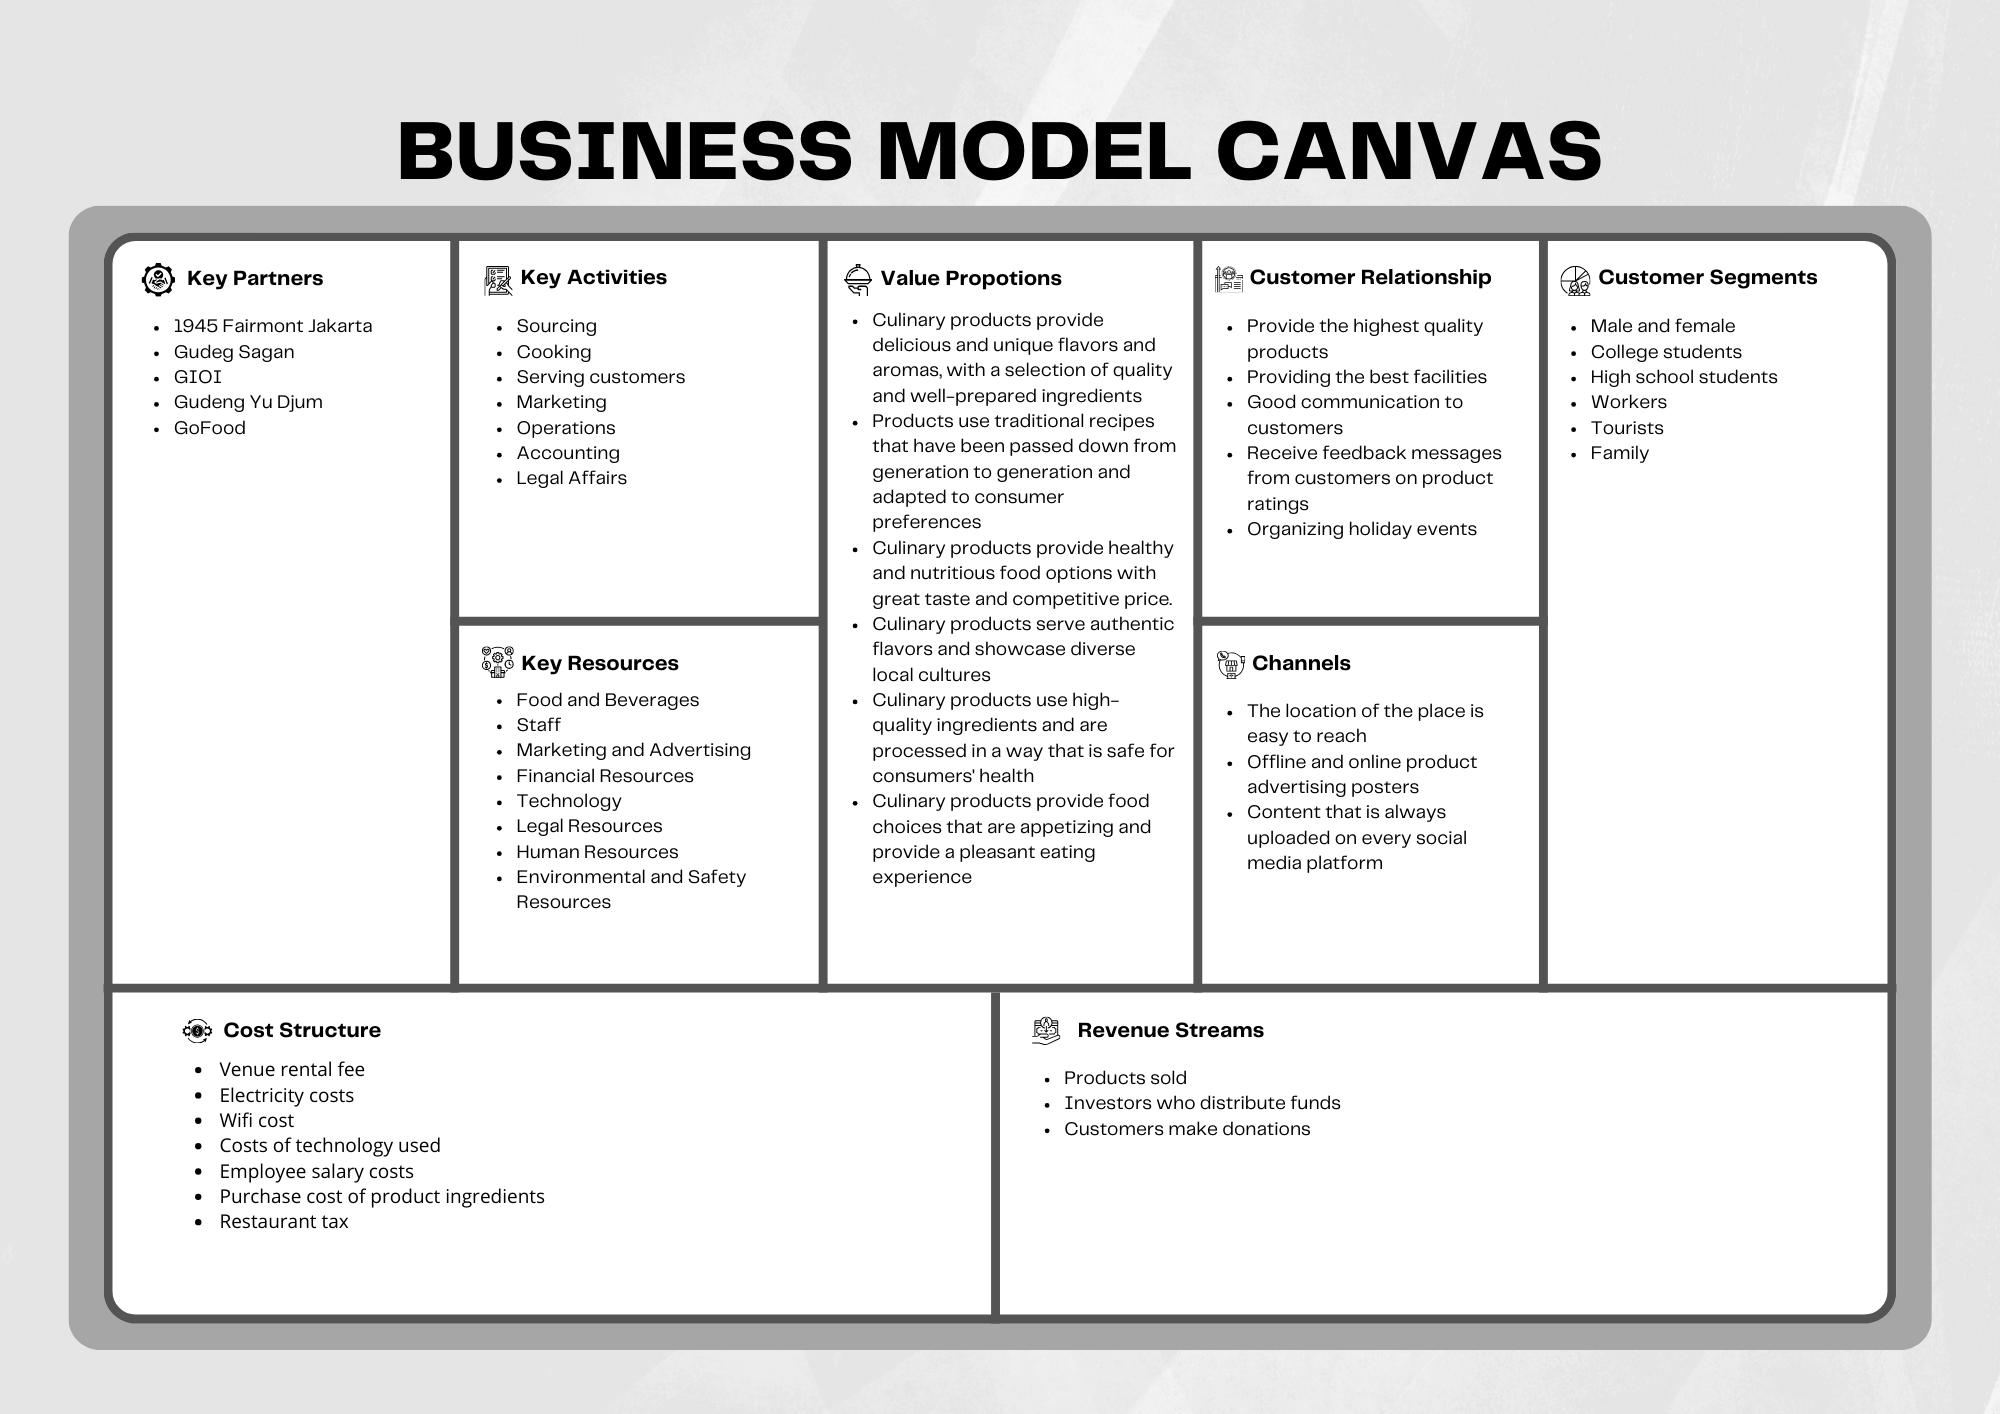 BUSINESS MODEL CANVAS
Key Partners
• 1945 Fairmont Jakarta
• Gudeg Sagan
• GIOI
• Gudeng Yu Djum
• GoFood
Key Activities
• Sourcing
• Cooking
• Serving customers
• Marketing
• Operations
• Accounting
• Legal Affairs
Key Resources
• Food and Beverages
• Staff
• Marketing and Advertising
• Financial Resources
• Technology
• Legal Resources
• Human Resources
• Environmental and Safety
Resources
Value Propotions
• Culinary products provide
delicious and unique flavors and
aromas, with a selection of quality
and well-prepared ingredients
• Products use traditional recipes
that have been passed down from
generation to generation and
adapted to consumer
preferences
• Culinary products provide healthy
and nutritious food options with
great taste and competitive price.
• Culinary products serve authentic
flavors and showcase diverse
local cultures
• Culinary products use high-
quality ingredients and are
processed in a way that is safe for
consumers' health
• Culinary products provide food
choices that are appetizing and
provide a pleasant eating
experience
Customer Relationship
• Provide the highest quality
products
• Providing the best facilities
• Good communication to
customers
• Receive feedback messages
from customers on product
ratings
• Organizing holiday events
Channels
• The location of the place is
easy to reach
• Offline and online product
advertising posters
• Content that is always
uploaded on every social
media platform
Customer Segments
• Male and female
• College students
• High school students
• Workers
• Tourists
• Family
Cost Structure
• Venue rental fee
• Electricity costs
• Wifi cost
• Costs of technology used
• Employee salary costs
• Purchase cost of product ingredients
• Restaurant tax
Revenue Streams
• Products sold
• Investors who distribute funds
• Customers make donations